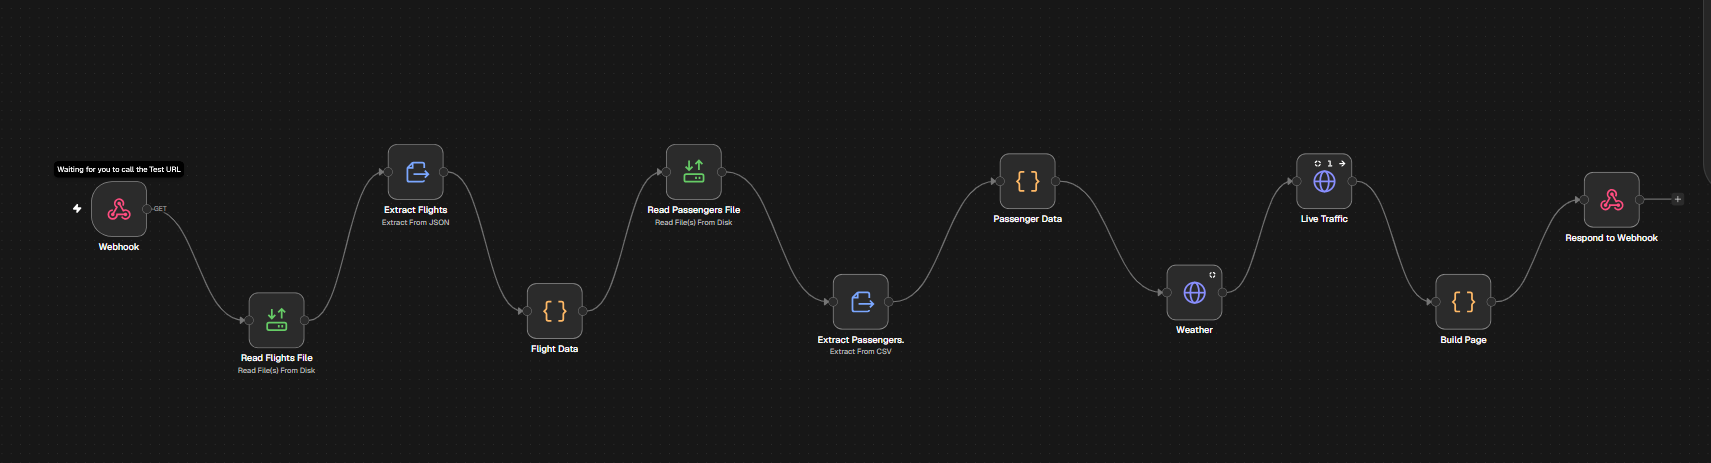 Waiting for you to call the Test URL
GET
Webhook
Read Flights File
Read File(s) From Disk
Extract Flights
Extract From JSON
Flight Data
Read Passengers File
Read File(s) From Disk
Extract Passengers.
Extract From CSV
Passenger Data
Weather
1
Live Traffic
Build Page
Respond to Webhook